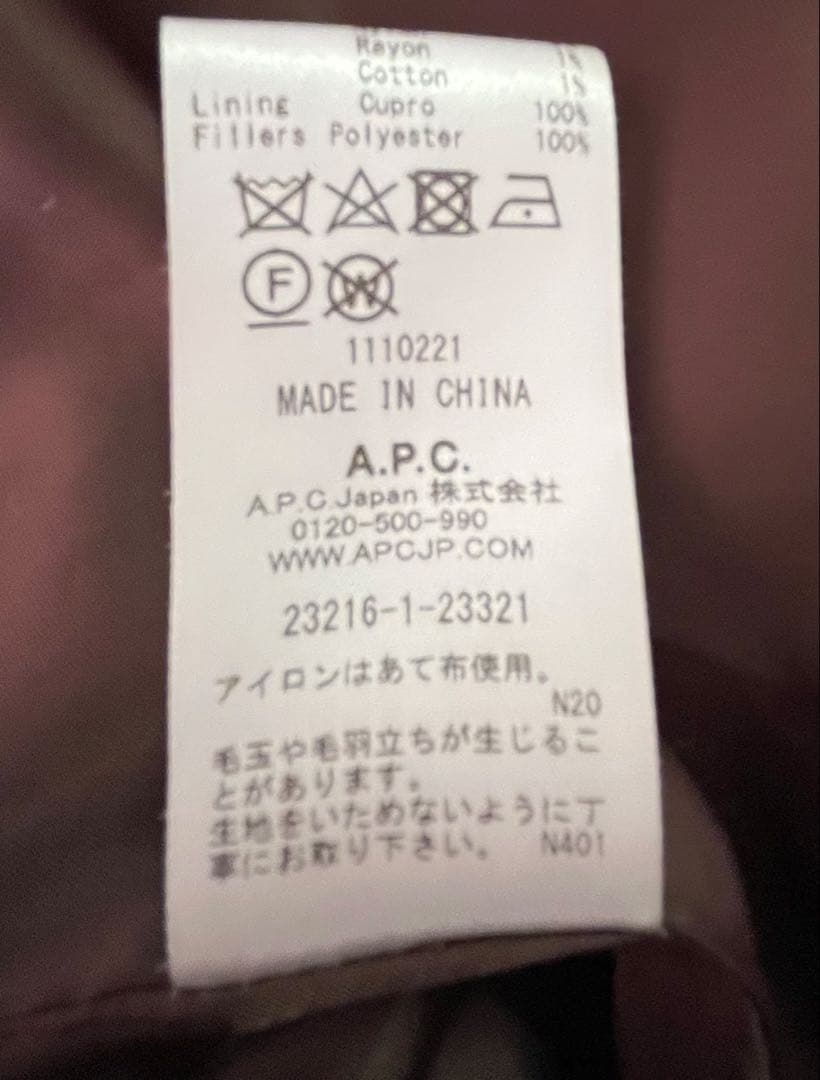 Rayon 1%
Cotton 1%
Lining Cupro 100%
Fillers Polyester 100%
F W
1110221
MADE IN CHINA
A.P.C.
A.P.C.Japan 株式会社
0120-500-990
WWW.APCJP.COM
23216-1-23321
アイロンはあて布使用。
N20
毛玉や毛羽立ちが生じるこ
とがあります。
生地をいためないように丁
寧にお取り下さい。 N401